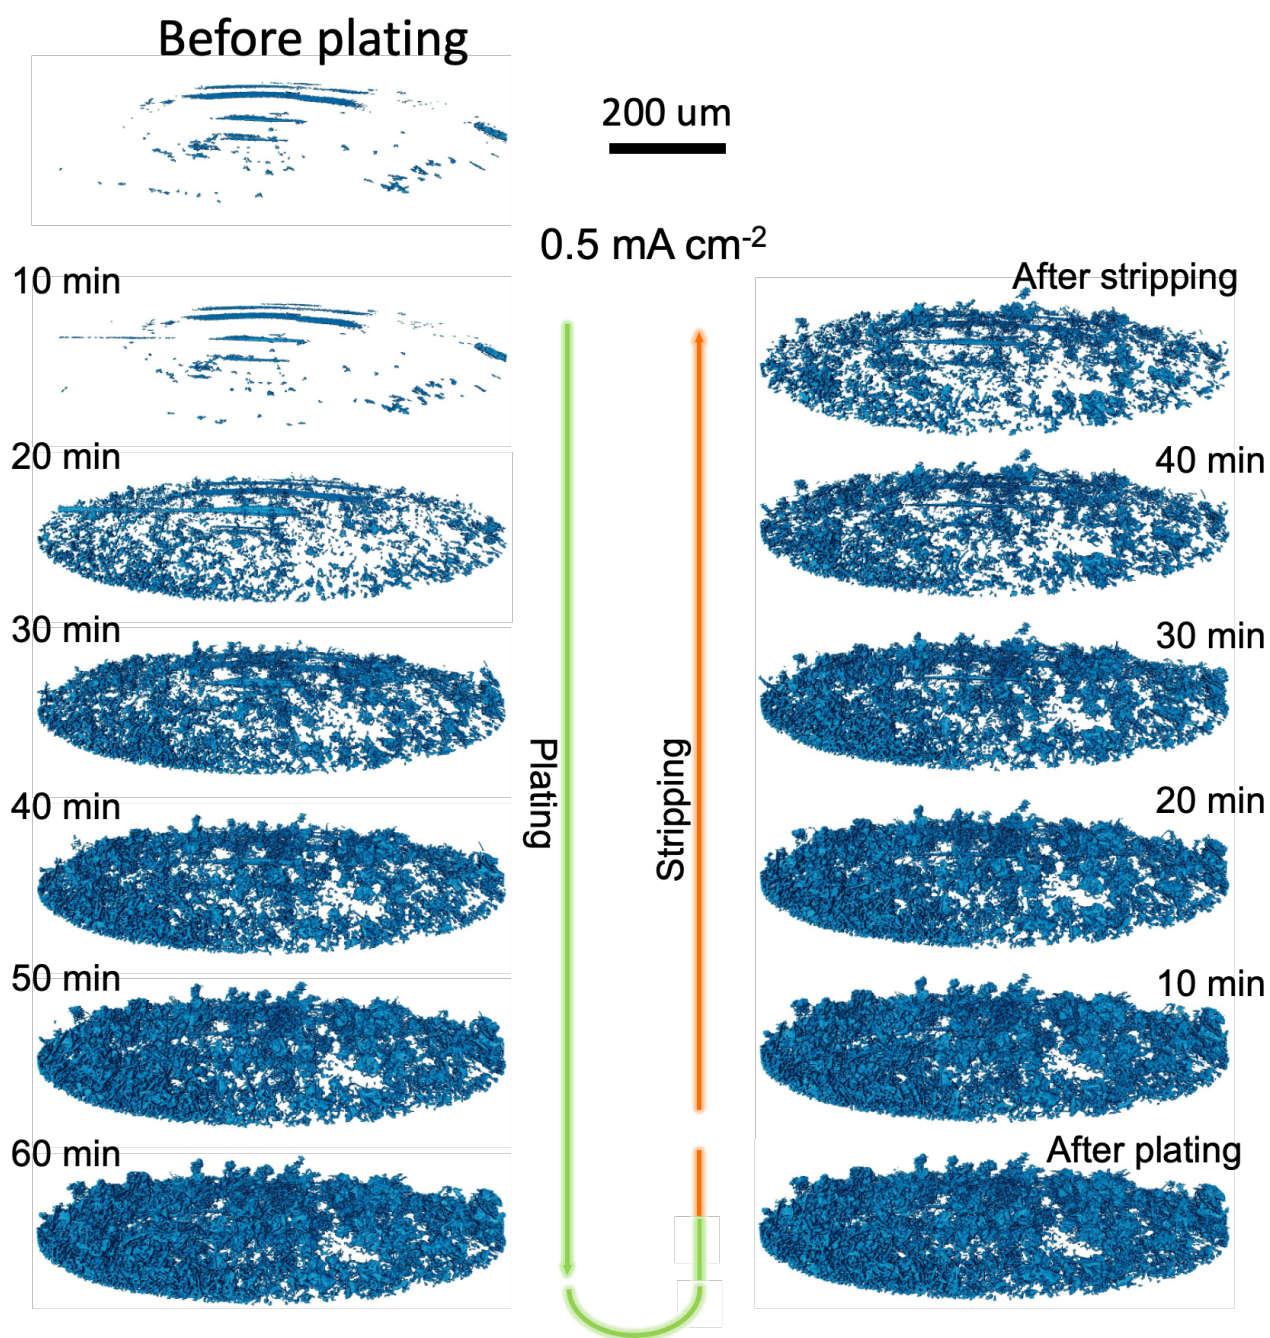 Before plating
200 um
0.5 mA cm-2
10 min
20 min
30 min
40 min
50 min
60 min
Plating
Stripping
After stripping
40 min
30 min
20 min
10 min
After plating